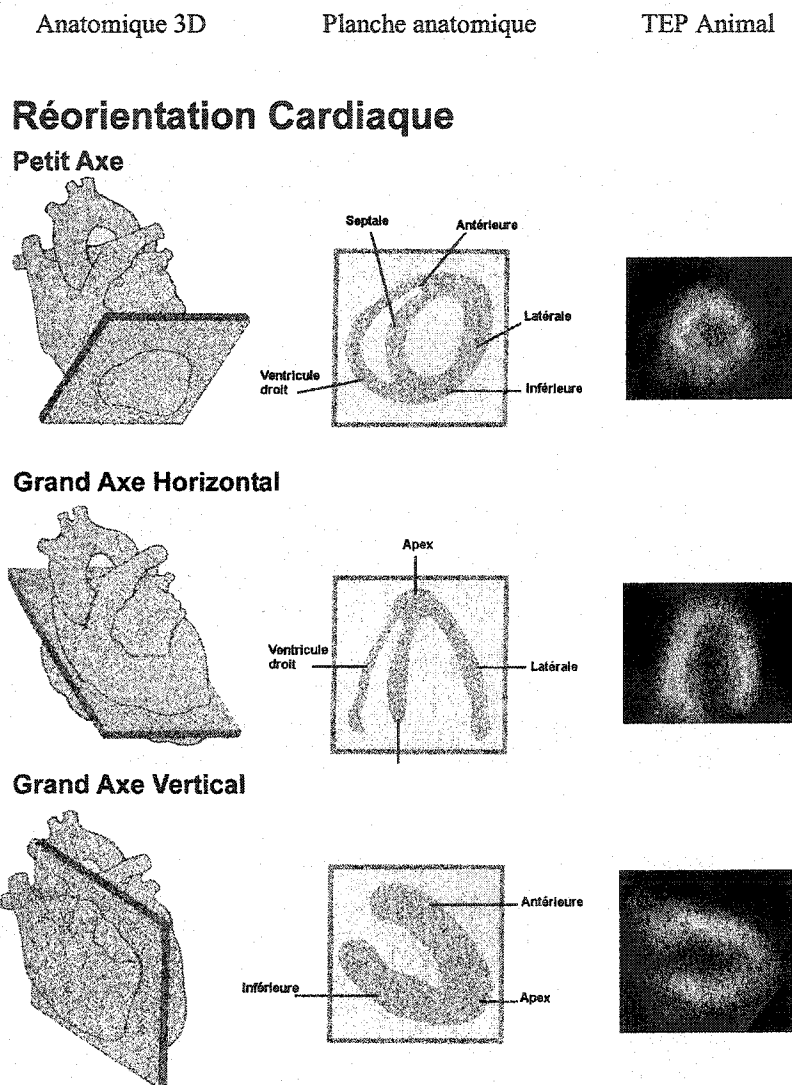 Anatomique 3D Planche anatomique TEP Animal
Réorientation Cardiaque
Petit Axe
Septale
Antérieure
Latérale
Ventricule
droit
Inférieure
Grand Axe Horizontal
Apex
Ventricule
droit
Latérale
Grand Axe Vertical
Antérieure
Inférieure
Apex